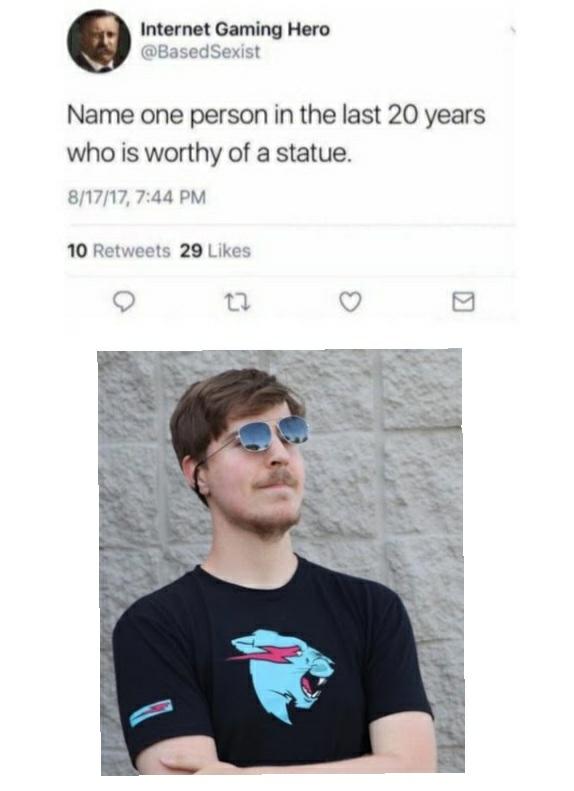 Internet Gaming Hero
@BasedSexist
Name one person in the last 20 years
who is worthy of a statue.
8/17/17, 7:44 PM
10 Retweets 29 Likes